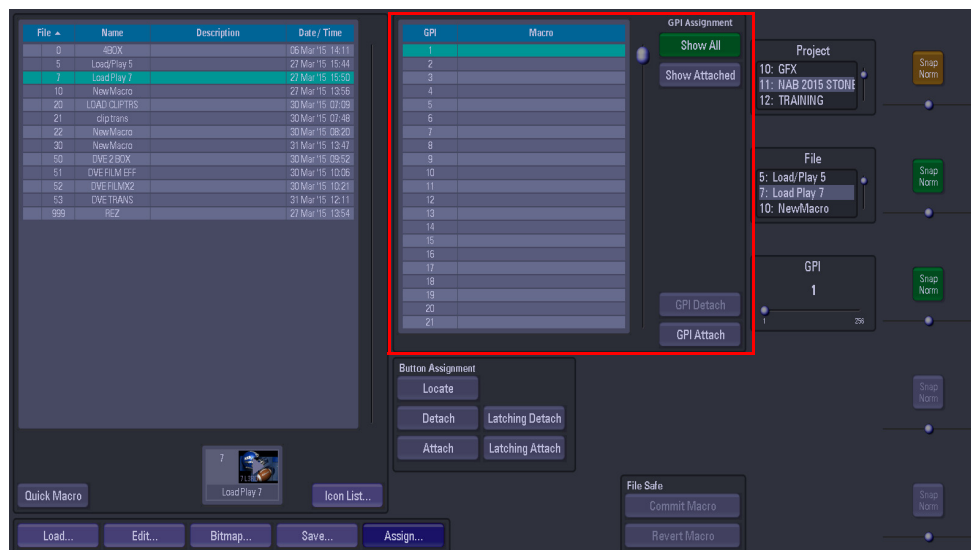 File Name Description Date / Time
0 4BOX 06 Mar '15 14:11
5 Load/Play 5 27 Mar '15 15:44
7 Load Play 7 27 Mar '15 15:50
10 NewMacro 27 Mar '15 13:56
20 LOAD CLIPTRS 30 Mar '15 07:09
21 clip trans 30 Mar '15 07:48
22 NewMacro 30 Mar '15 08:20
30 NewMacro 31 Mar '15 13:47
50 DVE 2 BOX 30 Mar '15 09:52
51 DVE FILM EFF 30 Mar '15 10:06
52 DVE FILMX2 30 Mar '15 10:21
53 DVE TRANS 31 Mar '15 12:11
999 REZ 27 Mar '15 13:54
7
Load Play 7
Quick Macro
Icon List...
Load...
Edit...
Bitmap...
Save...
Assign...
GPI Macro
1
2
3
4
5
6
7
8
9
10
11
12
13
14
15
16
17
18
19
20
21
GPI Assignment
Show All
Show Attached
GPI Detach
GPI Attach
Button Assignment
Locate
Detach Latching Detach
Attach Latching Attach
File Safe
Commit Macro
Revert Macro
Project
10: GFX
11: NAB 2015 STONE
12: TRAINING
Snap
Norm
File
5: Load/Play 5
7: Load Play 7
10: NewMacro
Snap
Norm
GPI
1
1 256
Snap
Norm
Snap
Norm
Snap
Norm